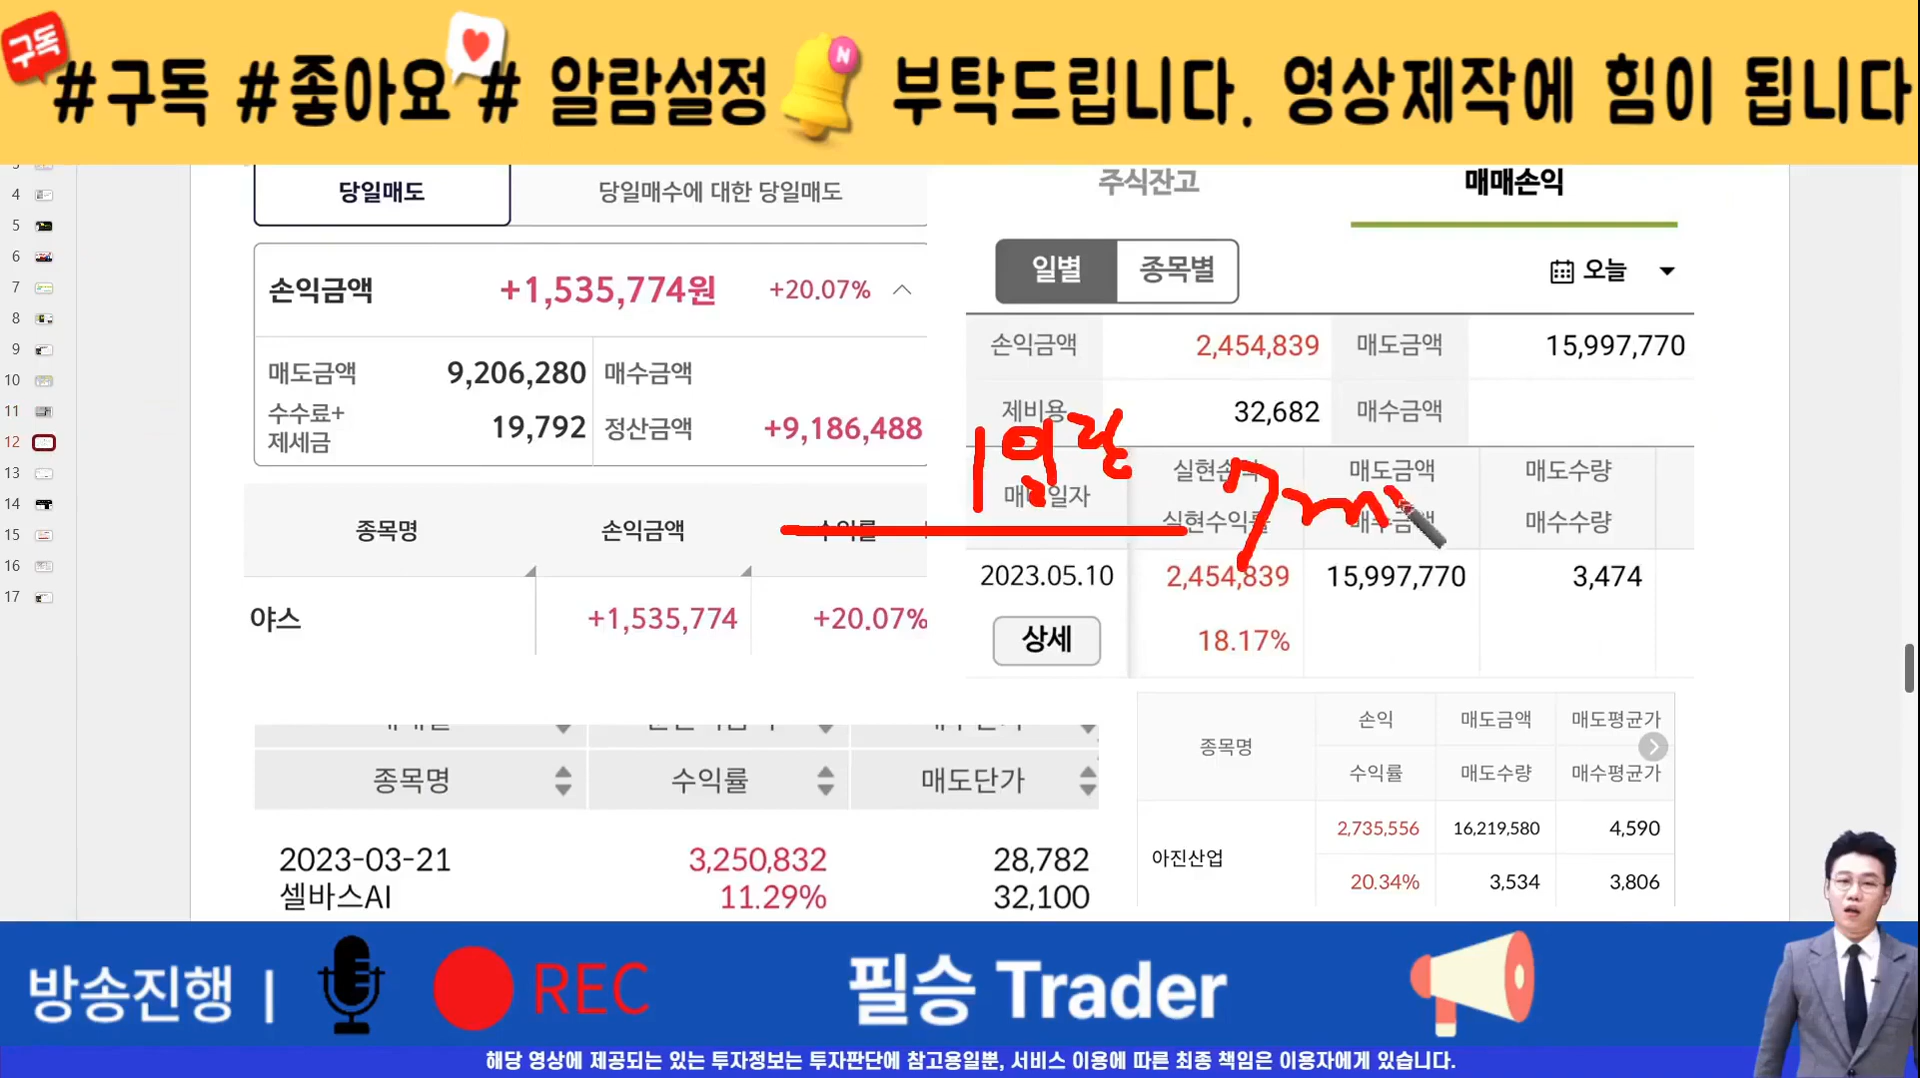 구독
#구독 #좋아요 # 알람설정 N 부탁드립니다. 영상제작에 힘이 됩니다
4
5
6
7
8
9
10
11
12
13
14
15
16
17
당일매도 당일매수에 대한 당일매도
손익금액 +1,535,774원 +20.07%
매도금액 9,206,280 매수금액
수수료+
제세금 19,792 정산금액 +9,186,488
종목명 손익금액 수익률
야스 +1,535,774 +20.07%
주식잔고 매매손익
일별 종목별 오늘
손익금액 2,454,839 매도금액 15,997,770
제비용 32,682 매수금액
실현손익 매도금액 매도수량
매매일자
실현수익률 매수금액 매수수량
2023.05.10 2,454,839 15,997,770 3,474
상세 18.17%
종목명 수익률 매도단가
2023-03-21 3,250,832 28,782
셀바스AI 11.29% 32,100
손익 매도금액 매도평균가
종목명
수익률 매도수량 매수평균가
2,735,556 16,219,580 4,590
아진산업
20.34% 3,534 3,806
방송진행 | REC 필승 Trader
해당 영상에 제공되는 있는 투자정보는 투자판단에 참고용일뿐, 서비스 이용에 따른 최종 책임은 이용자에게 있습니다.